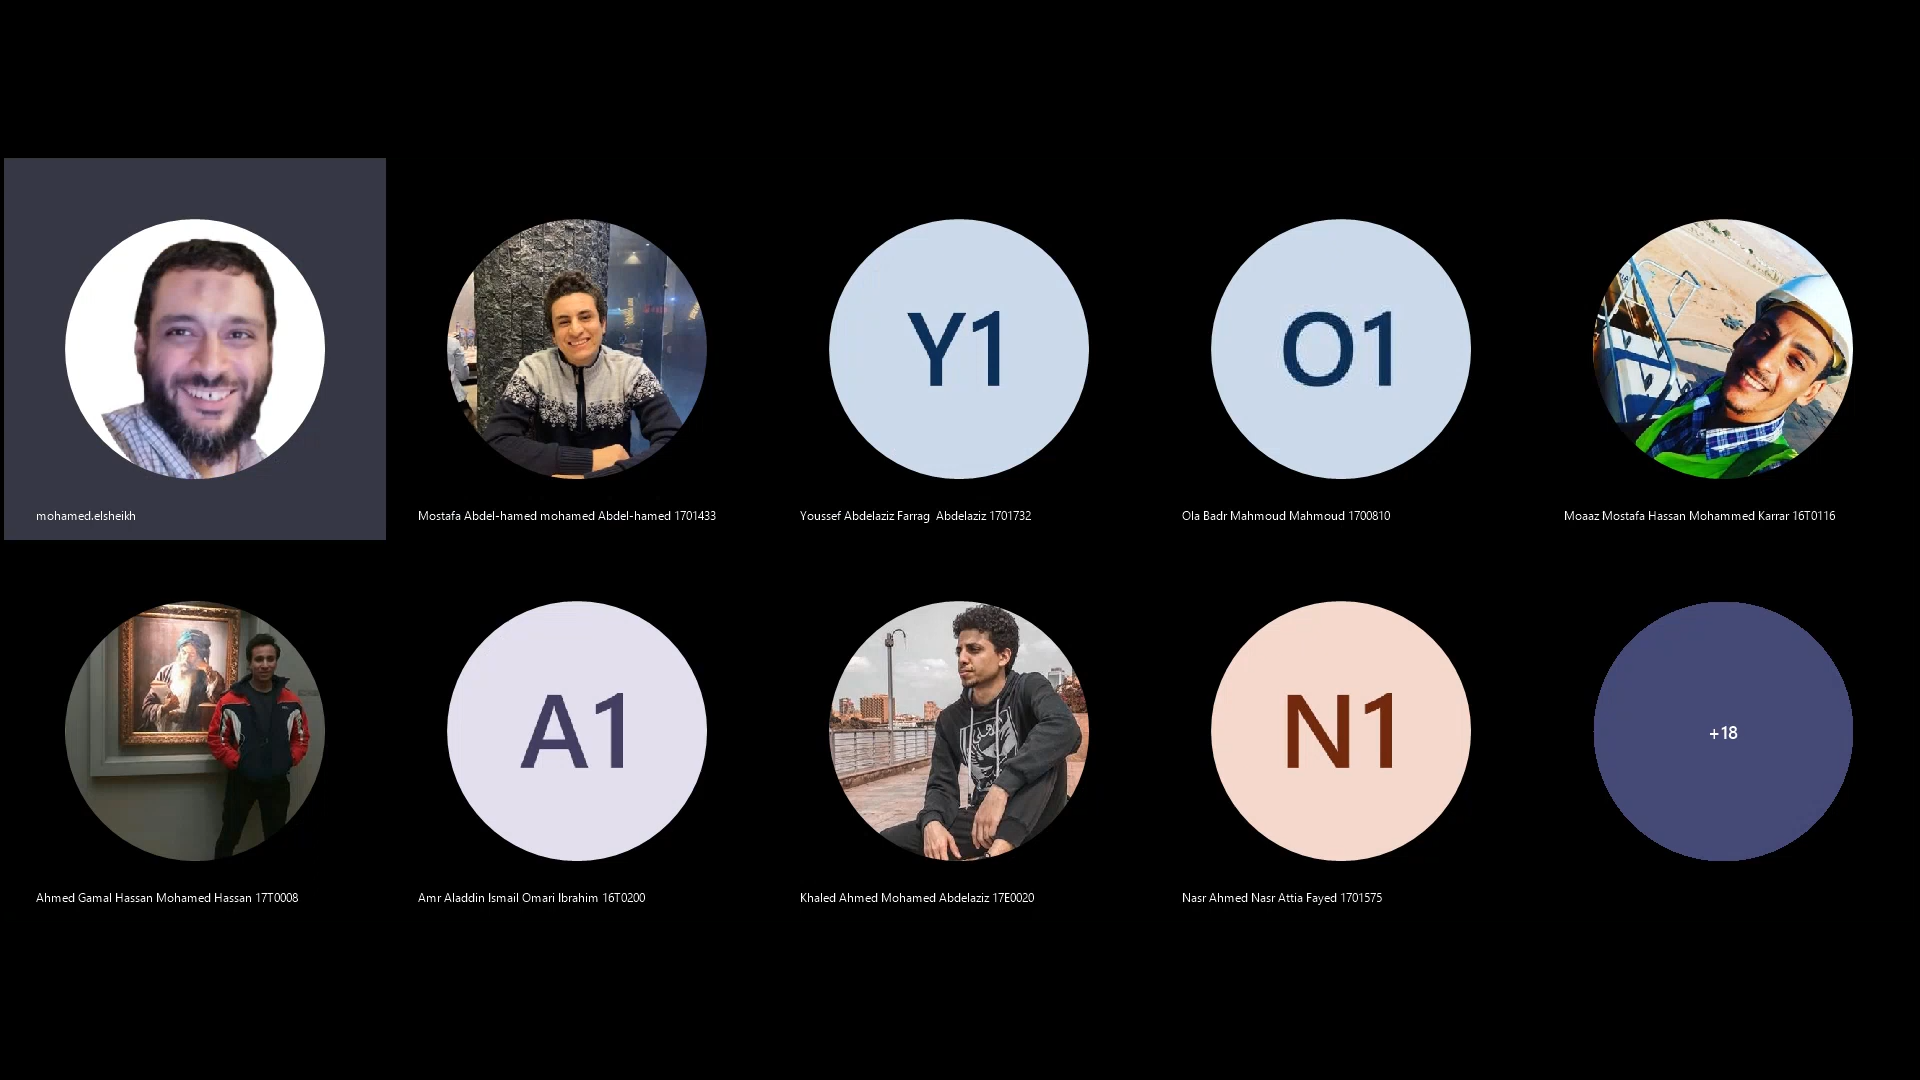 Y1
O1
mohamed.elsheikh
Mostafa Abdel-hamed mohamed Abdel-hamed 1701433
Youssef Abdelaziz Farrag  Abdelaziz 1701732
Ola Badr Mahmoud Mahmoud 1700810
Moaaz Mostafa Hassan Mohammed Karrar 16T0116
A1
N1
+18
Ahmed Gamal Hassan Mohamed Hassan 17T0008
Amr Aladdin Ismail Omari Ibrahim 16T0200
Khaled Ahmed Mohamed Abdelaziz 17E0020
Nasr Ahmed Nasr Attia Fayed 1701575